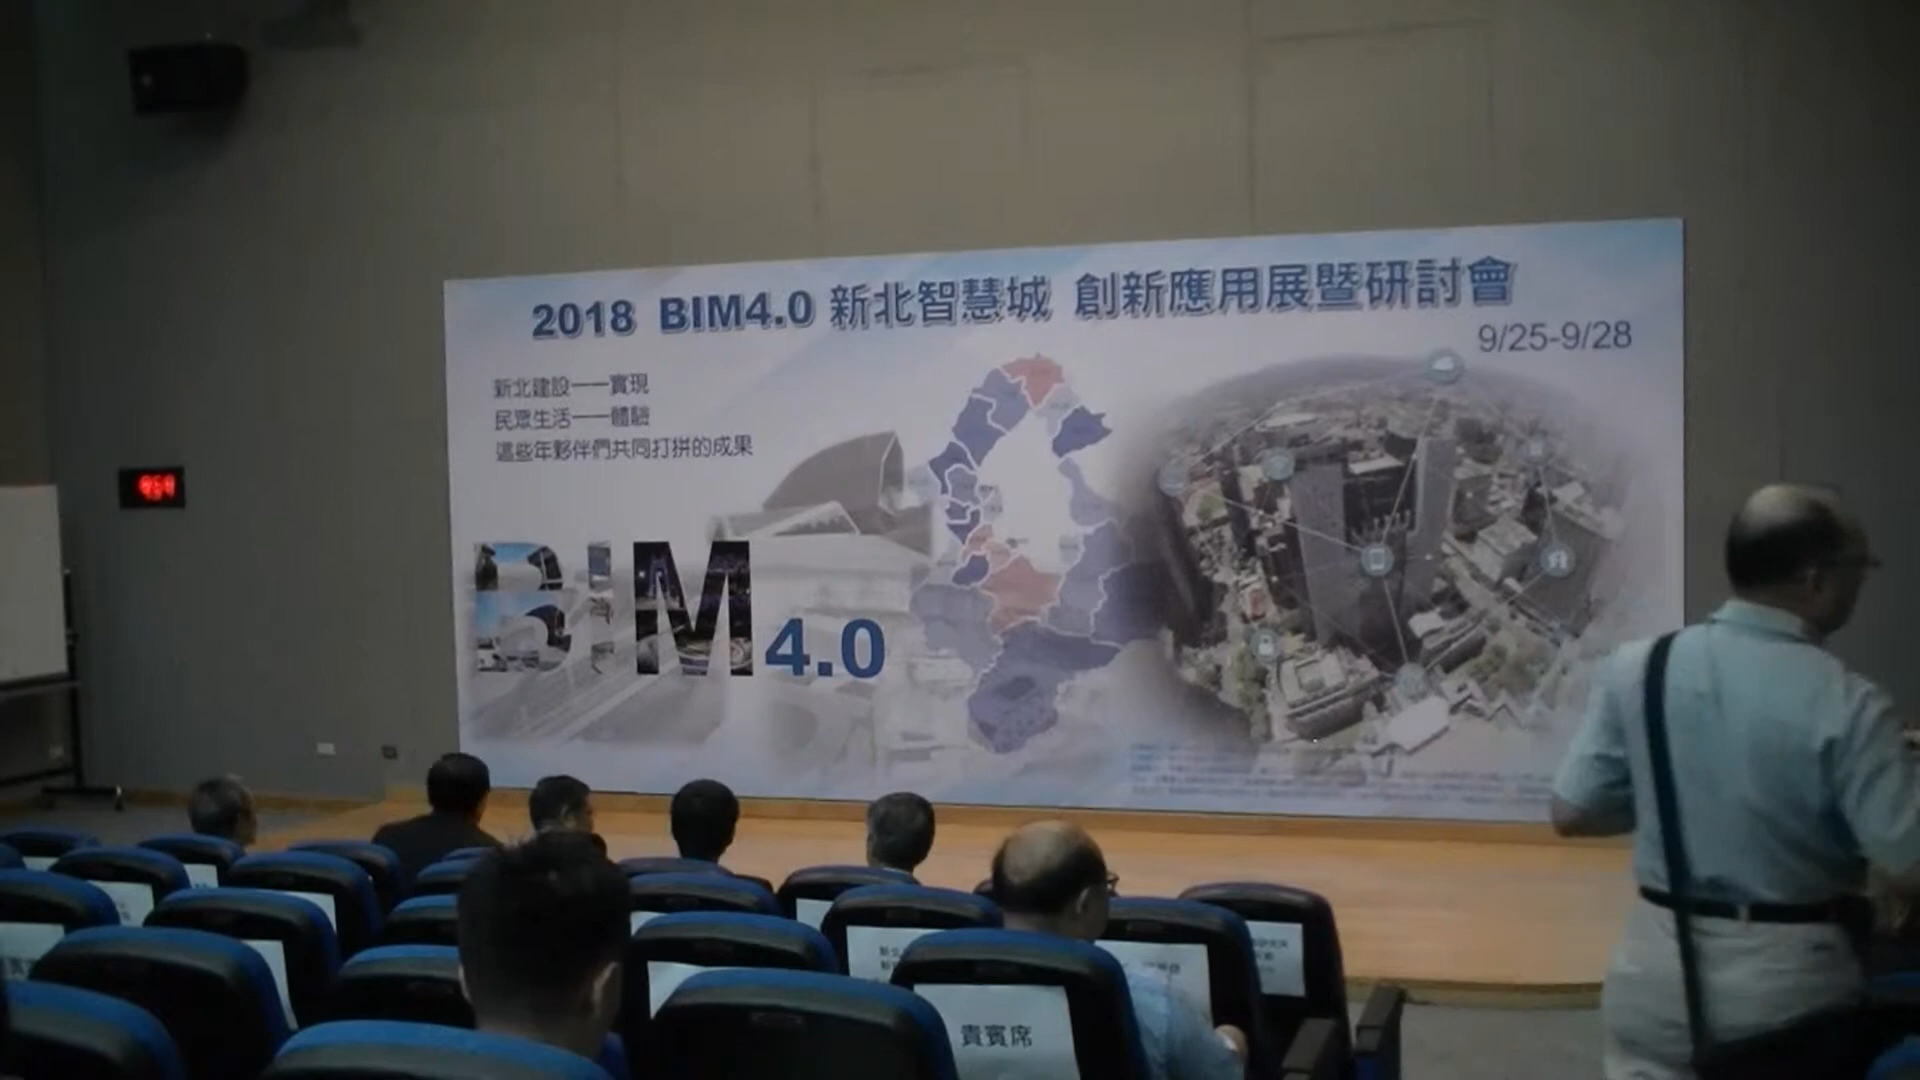 2018 BIM4.0 新北智慧城 創新應用展暨研討會
9/25-9/28
新北建設——實現
民眾生活——體驗
這些年夥伴們共同打拼的成果
BIM 4.0
貴賓席